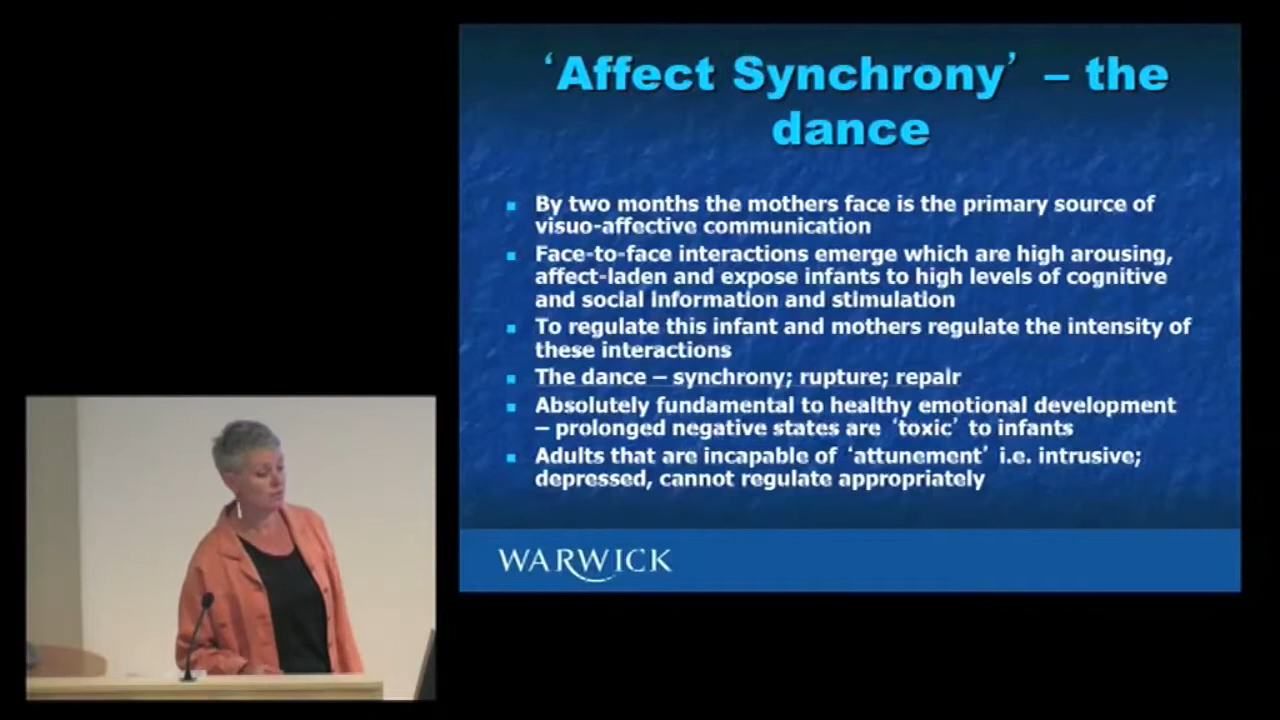 ‘Affect Synchrony’ – the
dance
By two months the mothers face is the primary source of
visuo-affective communication
Face-to-face interactions emerge which are high arousing,
affect-laden and expose infants to high levels of cognitive
and social information and stimulation
To regulate this infant and mothers regulate the intensity of
these interactions
The dance – synchrony; rupture; repair
Absolutely fundamental to healthy emotional development
– prolonged negative states are ‘toxic’ to infants
Adults that are incapable of ‘attunement’ i.e. intrusive;
depressed, cannot regulate appropriately
WARWICK